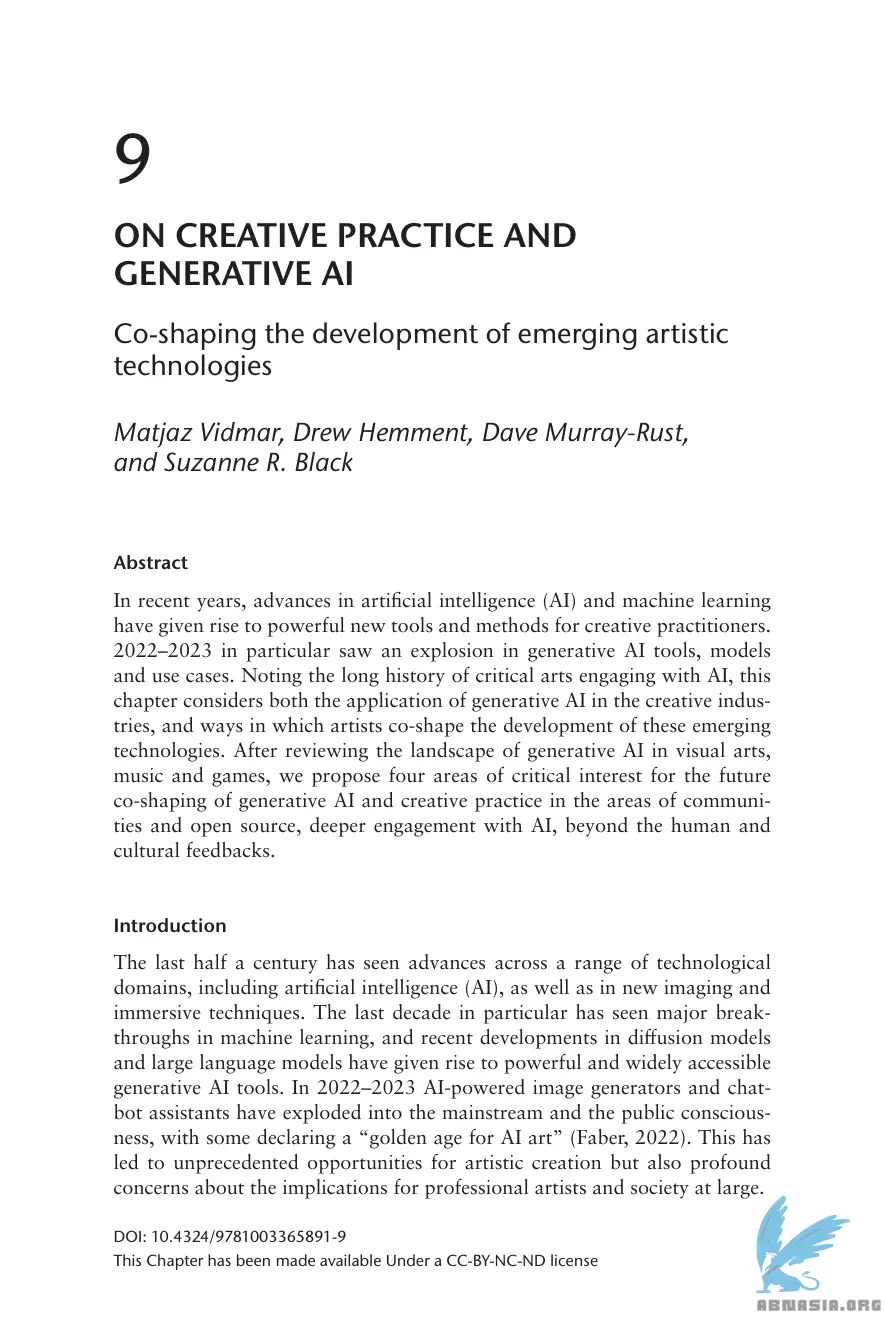 9
ON CREATIVE PRACTICE AND
GENERATIVE AI
Co-shaping the development of emerging artistic
technologies
Matjaz Vidmar, Drew Hemment, Dave Murray-Rust,
and Suzanne R. Black
Abstract
In recent years, advances in artificial intelligence (AI) and machine learning
have given rise to powerful new tools and methods for creative practitioners.
2022–2023 in particular saw an explosion in generative AI tools, models
and use cases. Noting the long history of critical arts engaging with AI, this
chapter considers both the application of generative AI in the creative indus-
tries, and ways in which artists co-shape the development of these emerging
technologies. After reviewing the landscape of generative AI in visual arts,
music and games, we propose four areas of critical interest for the future
co-shaping of generative AI and creative practice in the areas of communi-
ties and open source, deeper engagement with AI, beyond the human and
cultural feedbacks.
Introduction
The last half a century has seen advances across a range of technological
domains, including artificial intelligence (AI), as well as in new imaging and
immersive techniques. The last decade in particular has seen major break-
throughs in machine learning, and recent developments in diffusion models
and large language models have given rise to powerful and widely accessible
generative AI tools. In 2022–2023 AI-powered image generators and chat-
bot assistants have exploded into the mainstream and the public conscious-
ness, with some declaring a “golden age for AI art” (Faber, 2022). This has
led to unprecedented opportunities for artistic creation but also profound
concerns about the implications for professional artists and society at large.
DOI: 10.4324/9781003365891-9
This Chapter has been made available Under a CC-BY-NC-ND license
ABNASIA.ORG